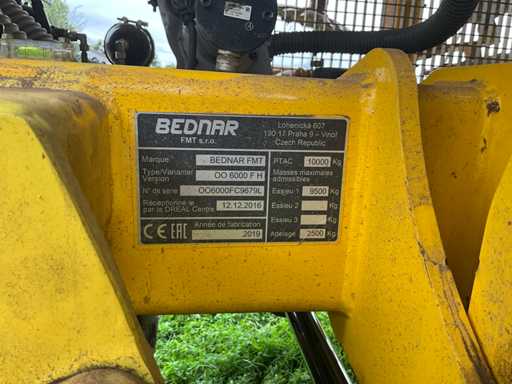 BEDNAR
FMT s.r.o.
Lohenická 607
190 17 Praha 9 – Vinoř
Czech Republic
Marque BEDNAR FMT
Type/Variante/
Version OO 6000 F H
N° de série OO6000FC9679L
Réceptionné le
par la DREAL Centre 12.12.2016
CE EAC Année de fabrication
2019
PTAC 10000 Kg
Masses maximales
admissibles
Essieu 1 9500 Kg
Essieu 2 Kg
Essieu 3 Kg
Attelage 2500 Kg